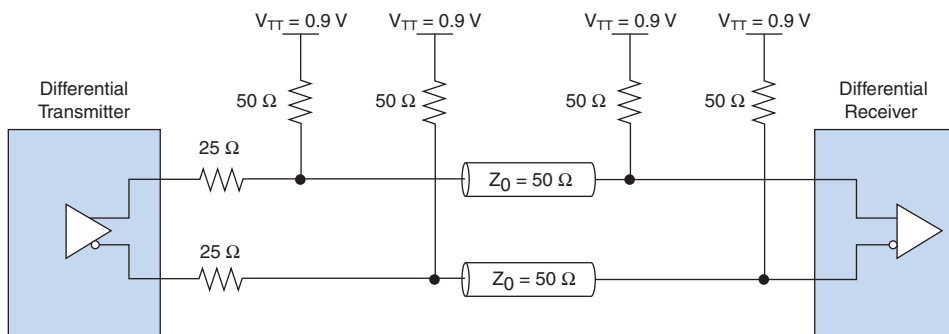 V_TT = 0.9 V V_TT = 0.9 V V_TT = 0.9 V V_TT = 0.9 V
Differential
Transmitter
Differential
Receiver
50 Ω 50 Ω 50 Ω 50 Ω
25 Ω
Z_0 = 50 Ω
25 Ω
Z_0 = 50 Ω